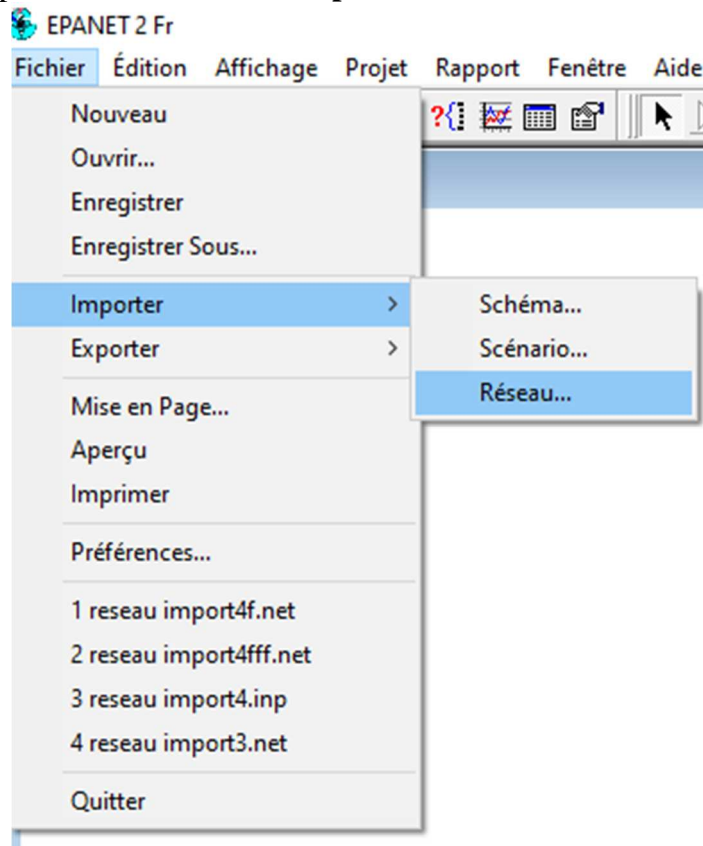 EPANET 2 Fr
Fichier Édition Affichage Projet Rapport Fenêtre Aide
Nouveau
Ouvrir...
Enregistrer
Enregistrer Sous...
Importer
Exporter
Schéma...
Scénario...
Réseau...
Mise en Page...
Aperçu
Imprimer
Préférences...
1 reseau import4f.net
2 reseau import4fff.net
3 reseau import4.inp
4 reseau import3.net
Quitter